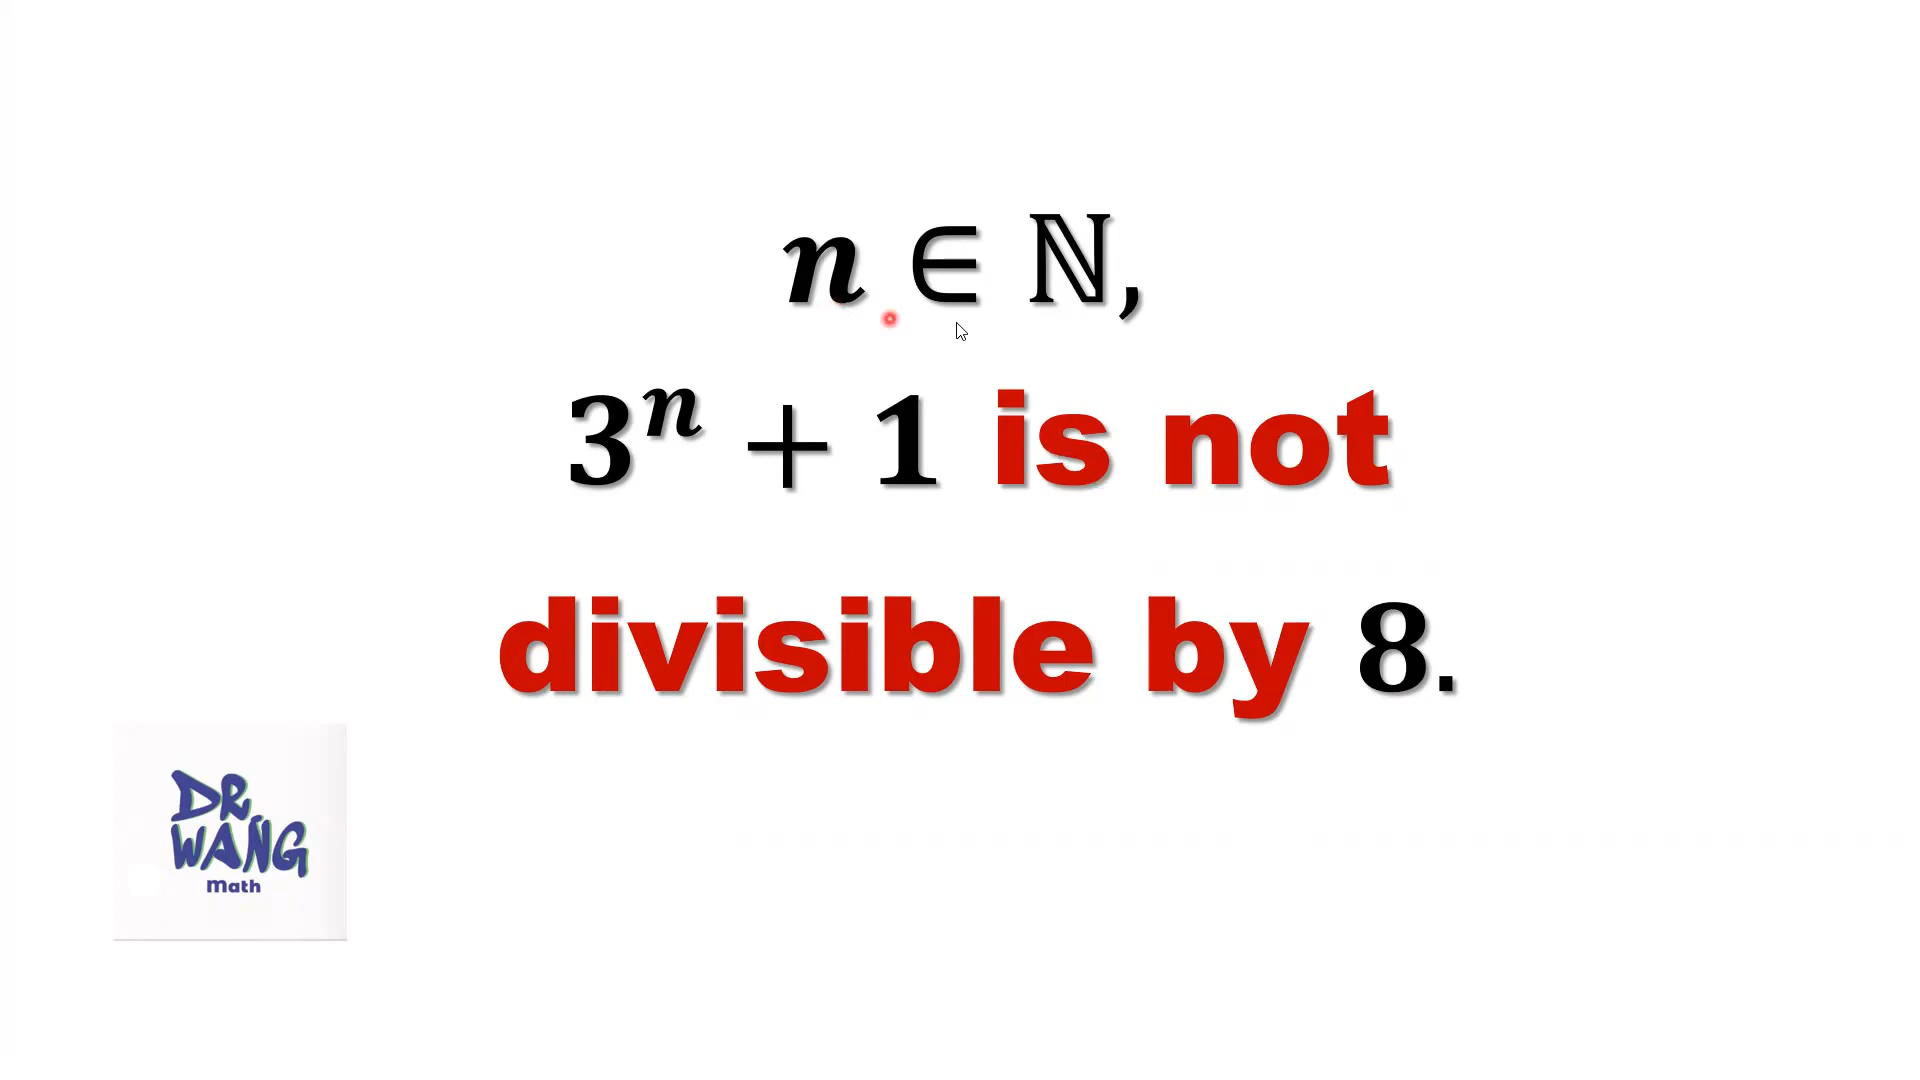 n ∈ ℕ,
3ⁿ + 1 is not
divisible by 8.
DR
WANG
Math